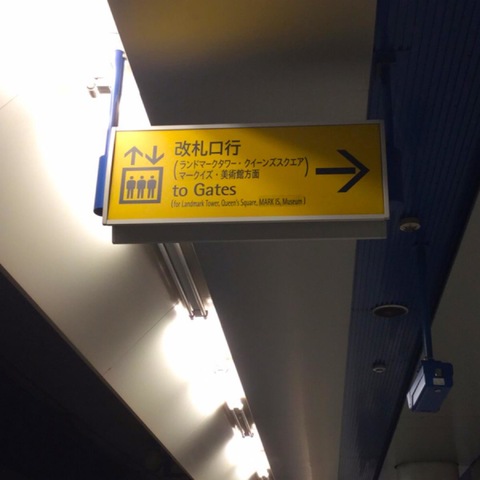 改札口行
(ランドマークタワー・クイーンズスクエア
マークイズ・美術館方面)
to Gates
(for Landmark Tower, Queen's Square, MARK IS, Museum)